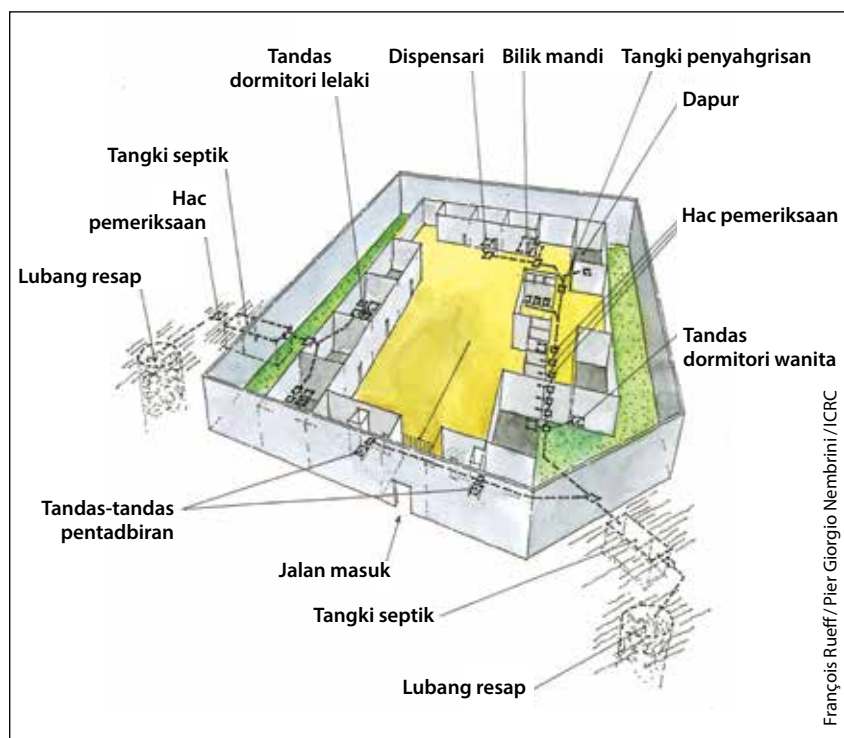 Tandas
dormitori lelaki
Dispensari
Bilik mandi
Tangki penyahgrisan
Dapur
Tangki septik
Hac
pemeriksaan
Hac pemeriksaan
Lubang resap
Tandas
dormitori wanita
Tandas-tandas
pentadbiran
Jalan masuk
Tangki septik
Lubang resap
François Rueff / Pier Giorgio Nembrini / ICRC